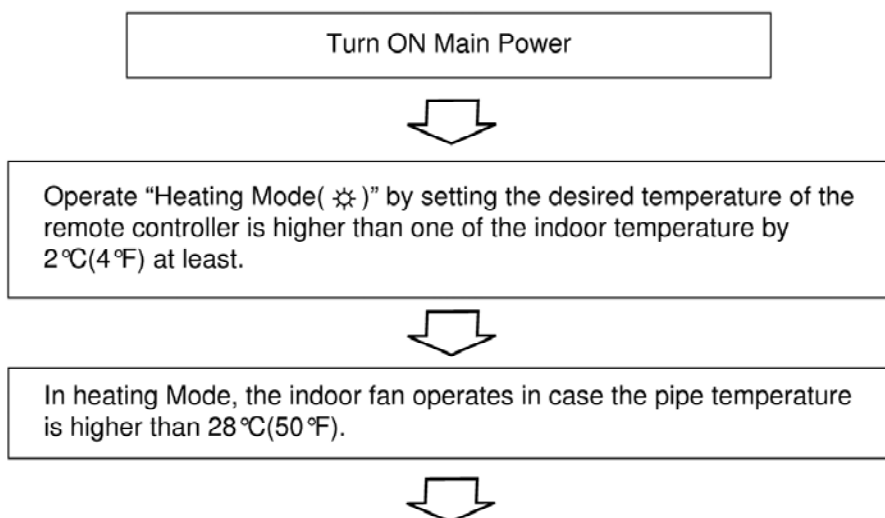 Turn ON Main Power
Operate “Heating Mode( ☼ )” by setting the desired temperature of the
remote controller is higher than one of the indoor temperature by
2°C(4°F) at least.
In heating Mode, the indoor fan operates in case the pipe temperature
is higher than 28°C(50°F).